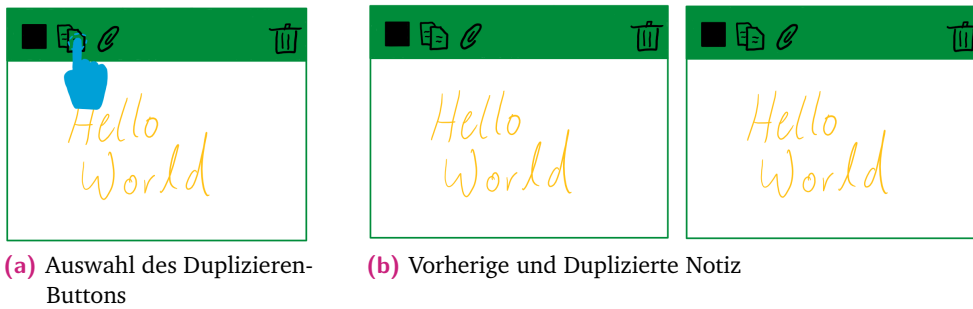 Hello
World
Hello
World
Hello
World
(a) Auswahl des Duplizieren-
Buttons
(b) Vorherige und Duplizierte Notiz